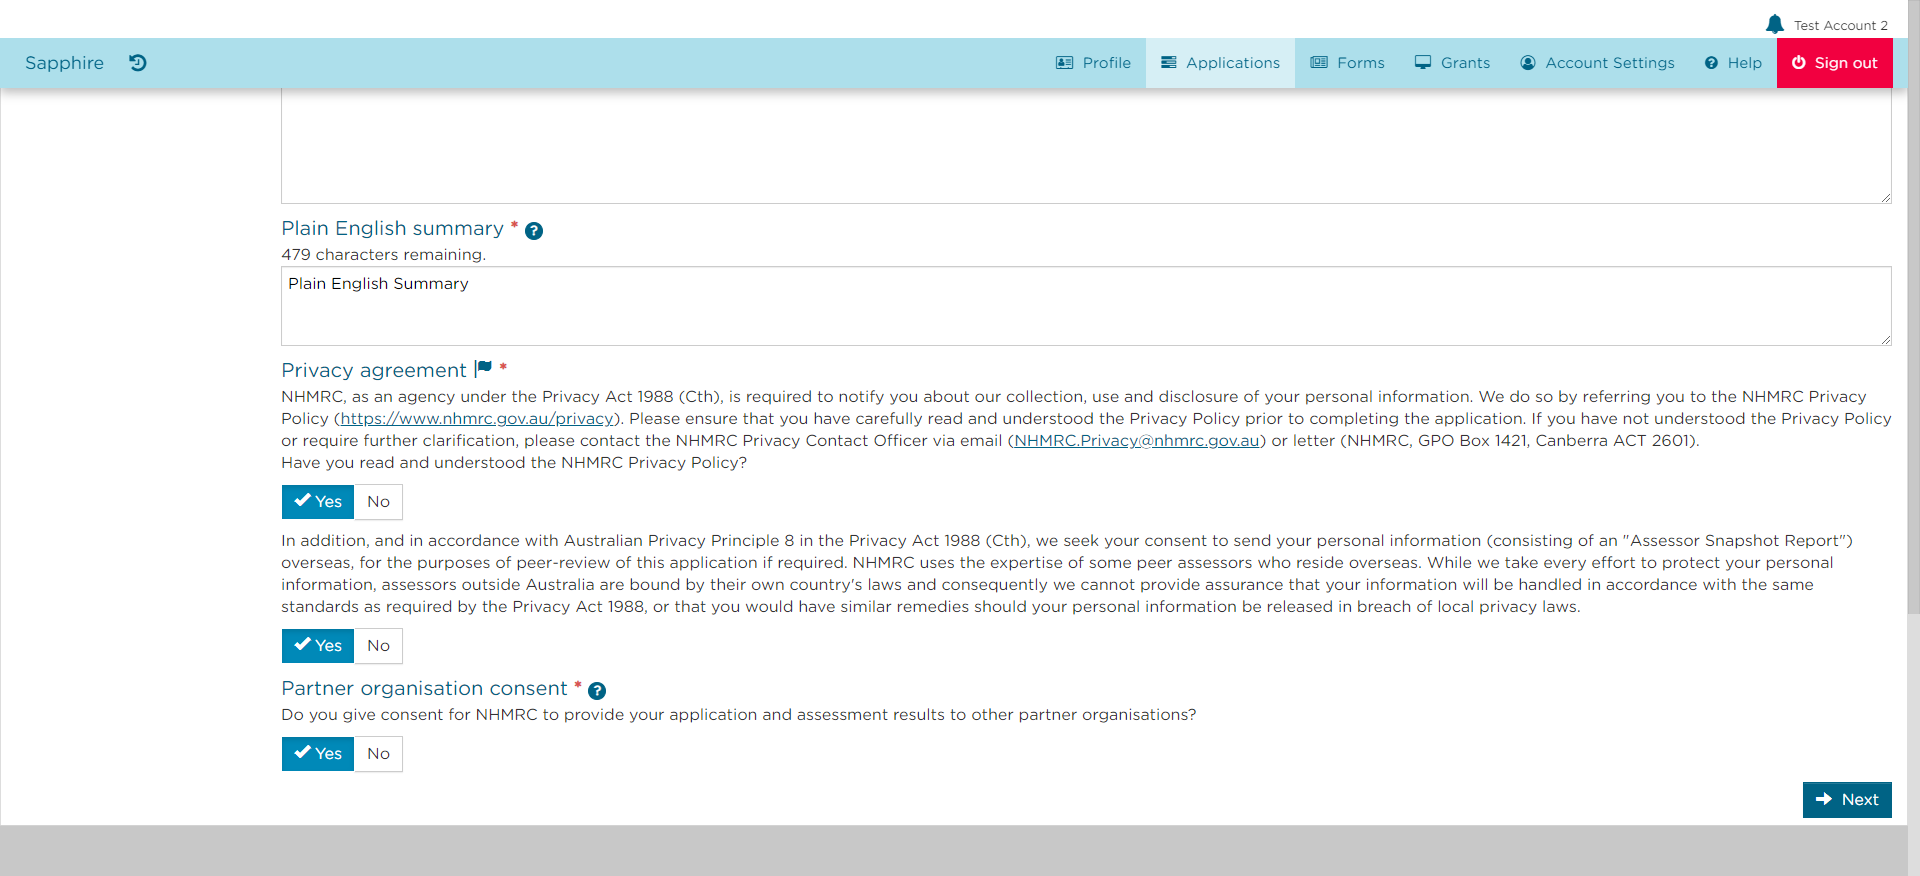 Test Account 2
Sapphire Profile Applications Forms Grants Account Settings Help Sign out
Plain English summary *
479 characters remaining.
Plain English Summary
Privacy agreement *
NHMRC, as an agency under the Privacy Act 1988 (Cth), is required to notify you about our collection, use and disclosure of your personal information. We do so by referring you to the NHMRC Privacy
Policy (https://www.nhmrc.gov.au/privacy). Please ensure that you have carefully read and understood the Privacy Policy prior to completing the application. If you have not understood the Privacy Policy
or require further clarification, please contact the NHMRC Privacy Contact Officer via email (NHMRC.Privacy@nhmrc.gov.au) or letter (NHMRC, GPO Box 1421, Canberra ACT 2601).
Have you read and understood the NHMRC Privacy Policy?
Yes No
In addition, and in accordance with Australian Privacy Principle 8 in the Privacy Act 1988 (Cth), we seek your consent to send your personal information (consisting of an "Assessor Snapshot Report")
overseas, for the purposes of peer-review of this application if required. NHMRC uses the expertise of some peer assessors who reside overseas. While we take every effort to protect your personal
information, assessors outside Australia are bound by their own country's laws and consequently we cannot provide assurance that your information will be handled in accordance with the same
standards as required by the Privacy Act 1988, or that you would have similar remedies should your personal information be released in breach of local privacy laws.
Yes No
Partner organisation consent *
Do you give consent for NHMRC to provide your application and assessment results to other partner organisations?
Yes No
Next